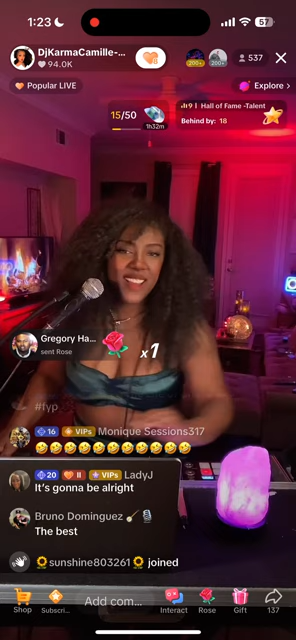 1:23
57
DjKarmaCamille-...
94.0K
200+
200+
537
Popular LIVE
Explore >
15/50
1h32m
Hall of Fame -Talent
Behind by: 18
Gregory Ha...
sent Rose
x1
#fyp
16 VIPs Monique Sessions317
20 II VIPs LadyJ
It's gonna be alright
Bruno Dominguez
The best
sunshine803261 joined
Add com...
Shop
Subscri...
Interact
Rose
Gift
137